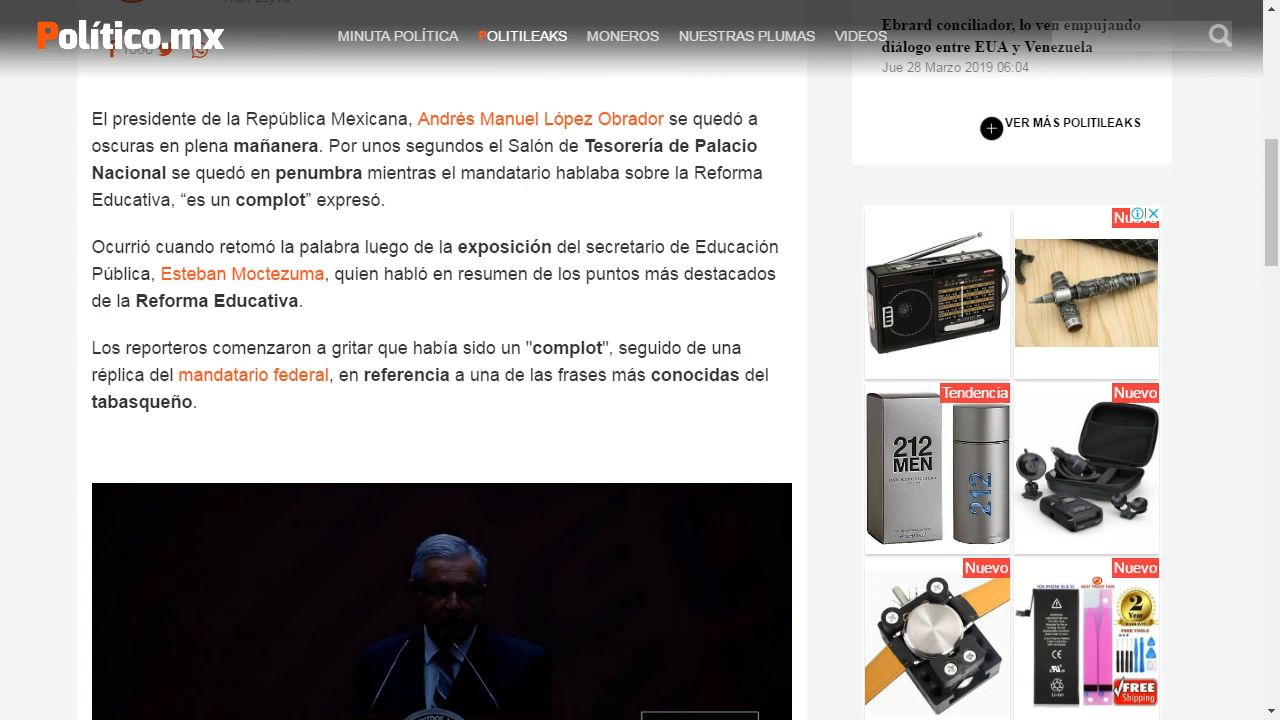 Político.mx
MINUTA POLÍTICA
POLITILEAKS
MONEROS
NUESTRAS PLUMAS
VIDEOS
El presidente de la República Mexicana, Andrés Manuel López Obrador se quedó a
oscuras en plena mañanera. Por unos segundos el Salón de Tesorería de Palacio
Nacional se quedó en penumbra mientras el mandatario hablaba sobre la Reforma
Educativa, “es un complot” expresó.
Ocurrió cuando retomó la palabra luego de la exposición del secretario de Educación
Pública, Esteban Moctezuma, quien habló en resumen de los puntos más destacados
de la Reforma Educativa.
Los reporteros comenzaron a gritar que había sido un "complot", seguido de una
réplica del mandatario federal, en referencia a una de las frases más conocidas del
tabasqueño.
Ebrard conciliador, lo ven empujando
diálogo entre EUA y Venezuela
Jue 28 Marzo 2019 06:04
VER MÁS POLITILEAKS
Nuevo
Tendencia
212
MEN
CAROLINA HERRERA
212
Nuevo
Nuevo
Nuevo
2
Year
WARRANTY
FREE TOOLS
CE
Li-ion
FREE
SHIPPING